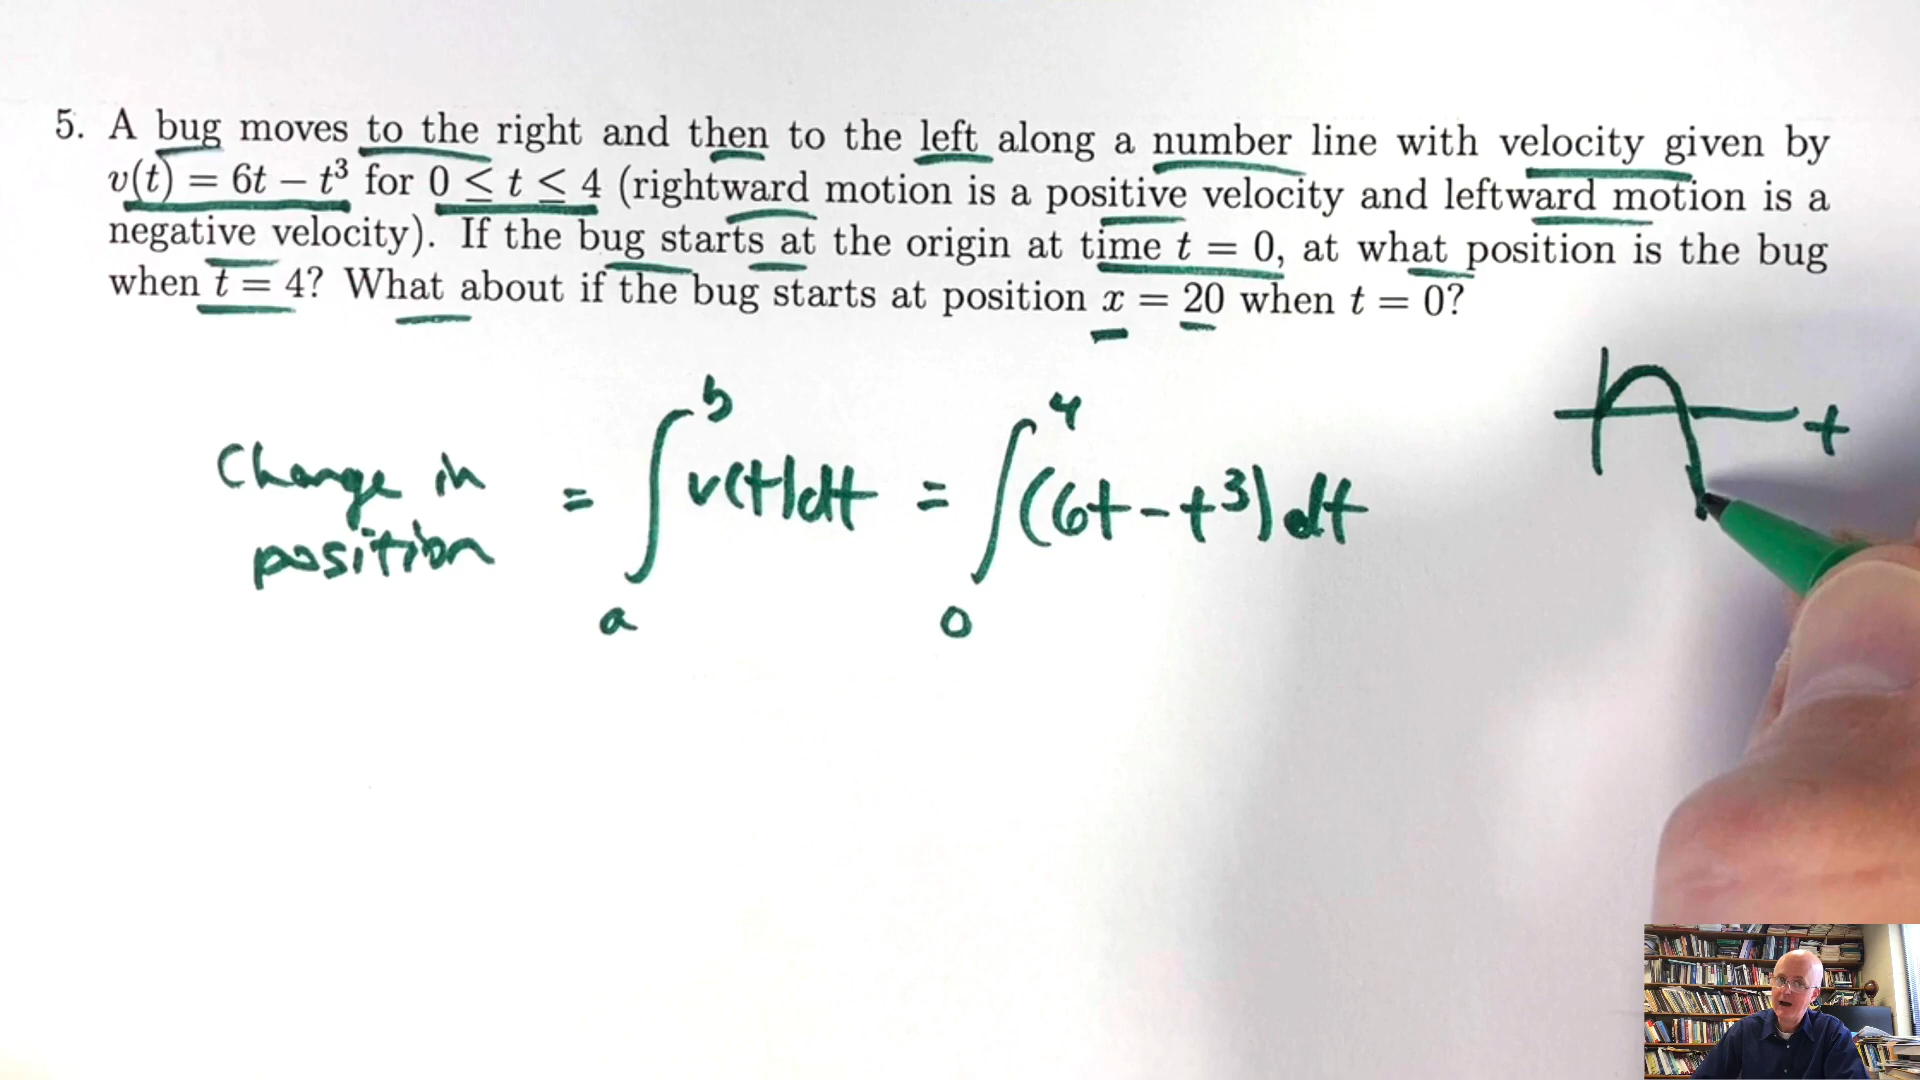 5. A bug moves to the right and then to the left along a number line with velocity given by
v(t) = 6t − t³ for 0 ≤ t ≤ 4 (rightward motion is a positive velocity and leftward motion is a
negative velocity). If the bug starts at the origin at time t = 0, at what position is the bug
when t = 4? What about if the bug starts at position x = 20 when t = 0?
Change in position = ∫ₐᵇ v(t)dt = ∫₀⁴ (6t − t³) dt
t